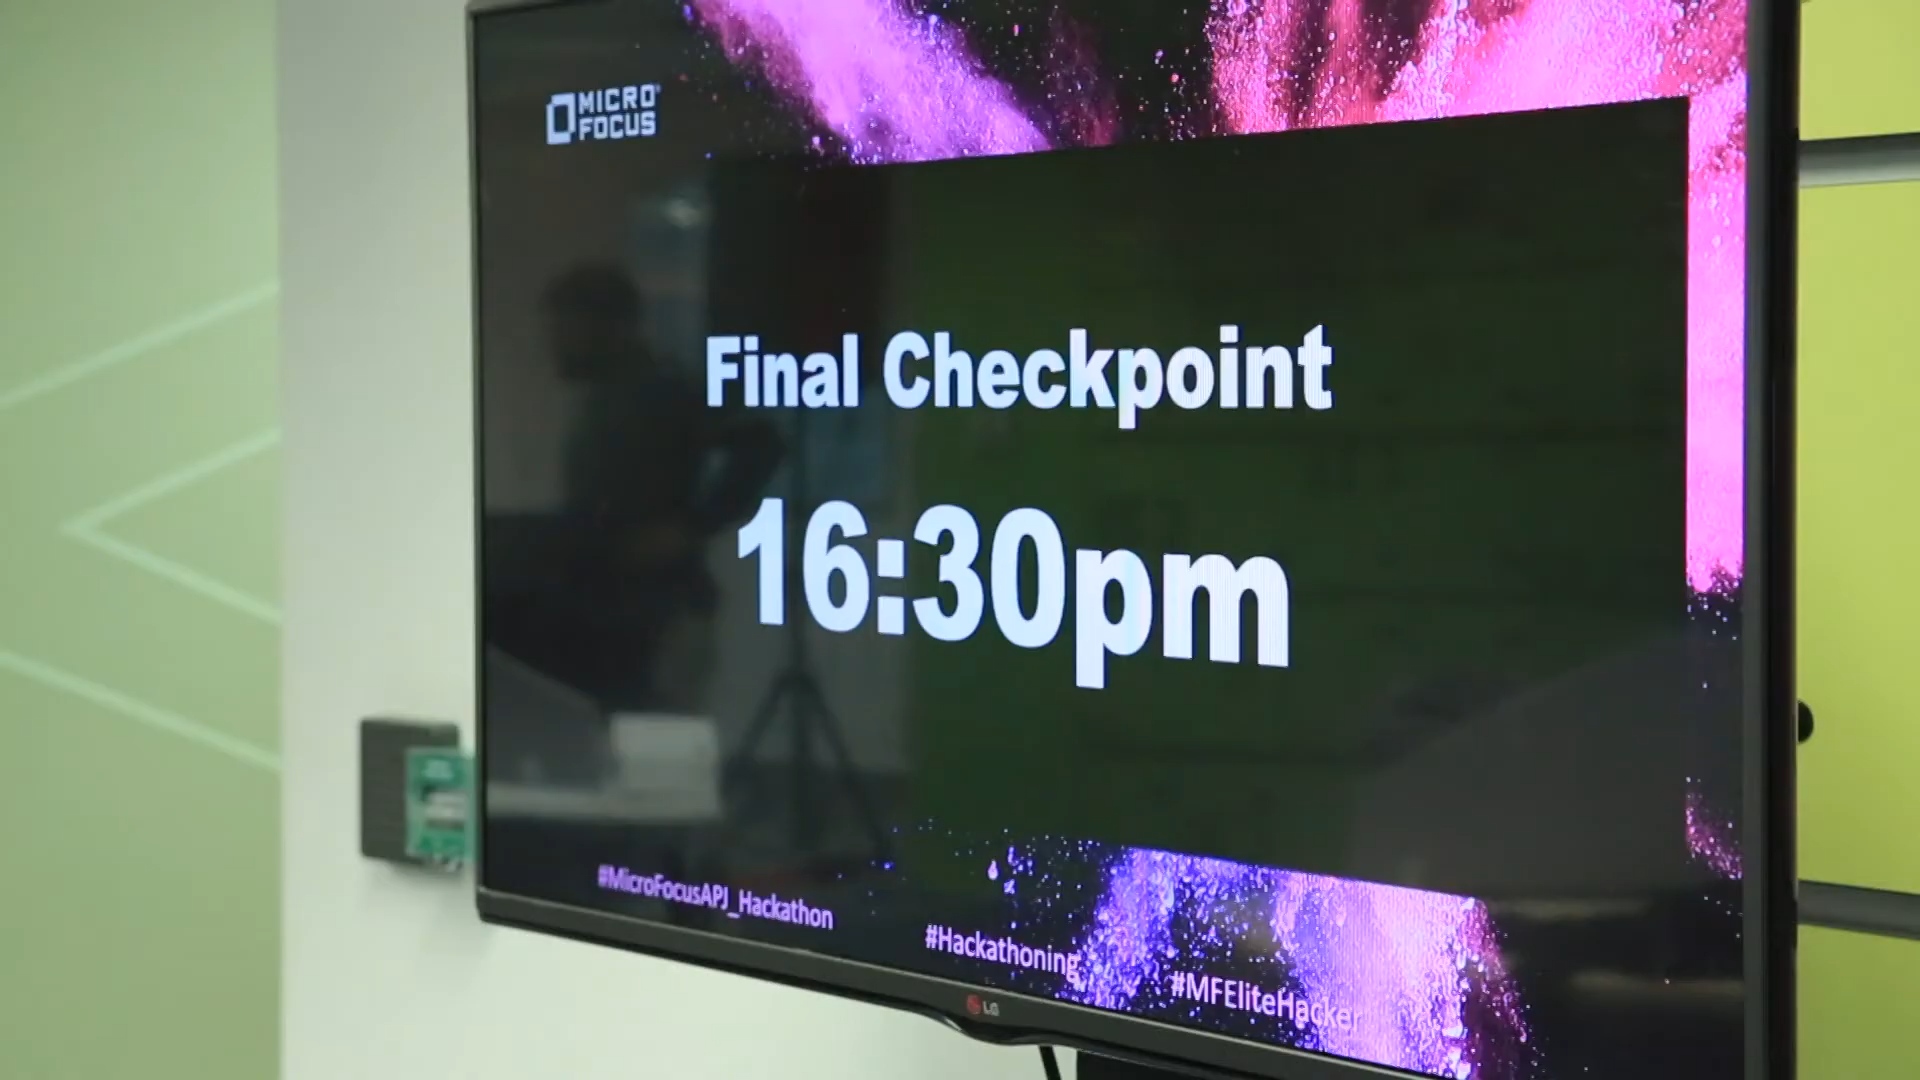 MICRO
FOCUS
Final Checkpoint
16:30pm
#MicroFocusAPJ_Hackathon
#Hackathoning
#MFEliteHacker
LG